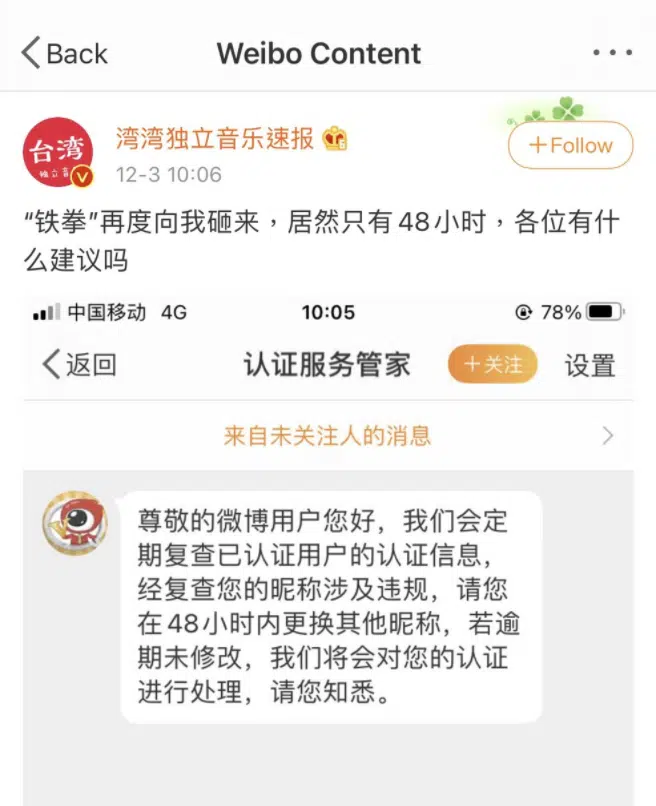 Back
Weibo Content
台湾
独立音
湾湾独立音乐速报
12-3 10:06
+Follow
“铁拳”再度向我砸来，居然只有48小时，各位有什
么建议吗
中国移动 4G
10:05
78%
返回
认证服务管家
+关注
设置
来自未关注人的消息
尊敬的微博用户您好，我们会定
期复查已认证用户的认证信息，
经复查您的昵称涉及违规，请您
在48小时内更换其他昵称，若逾
期未修改，我们将会对您的认证
进行处理，请您知悉。